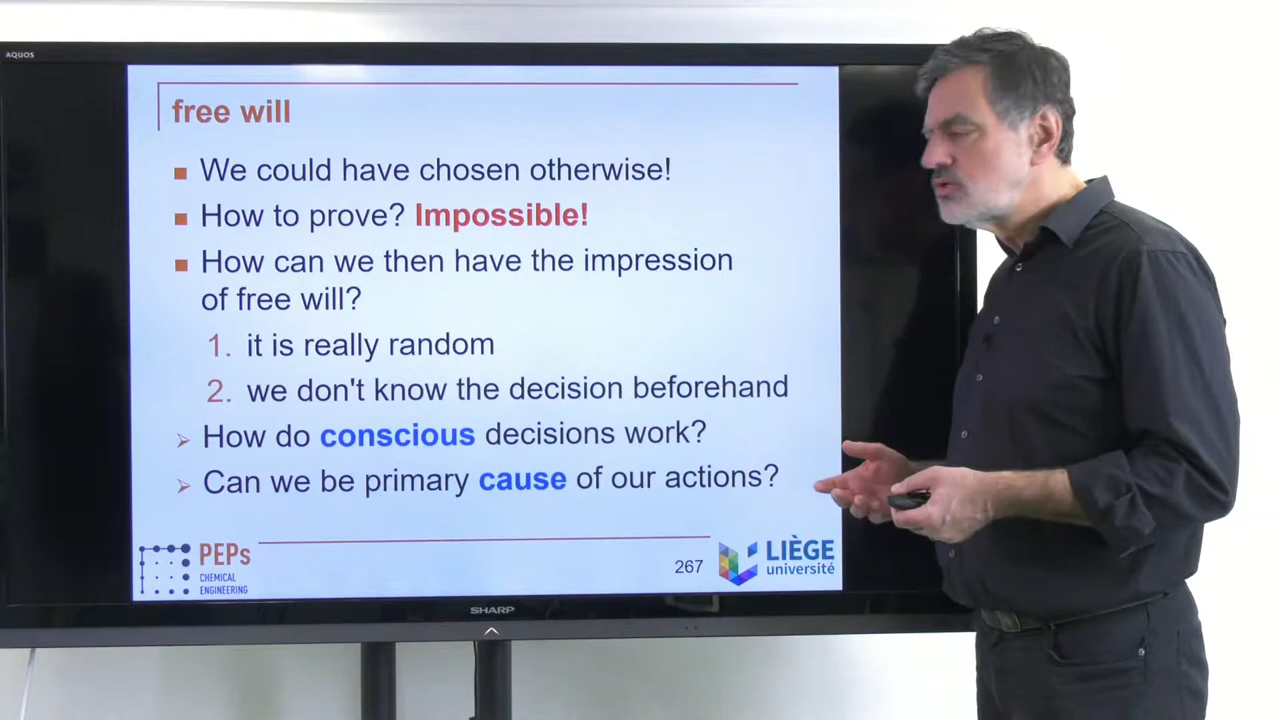 AQUOS
free will
■ We could have chosen otherwise!
■ How to prove? Impossible!
■ How can we then have the impression
of free will?
1. it is really random
2. we don't know the decision beforehand
➢ How do conscious decisions work?
➢ Can we be primary cause of our actions?
PEPs
CHEMICAL
ENGINEERING
267
LIÈGE
université
SHARP